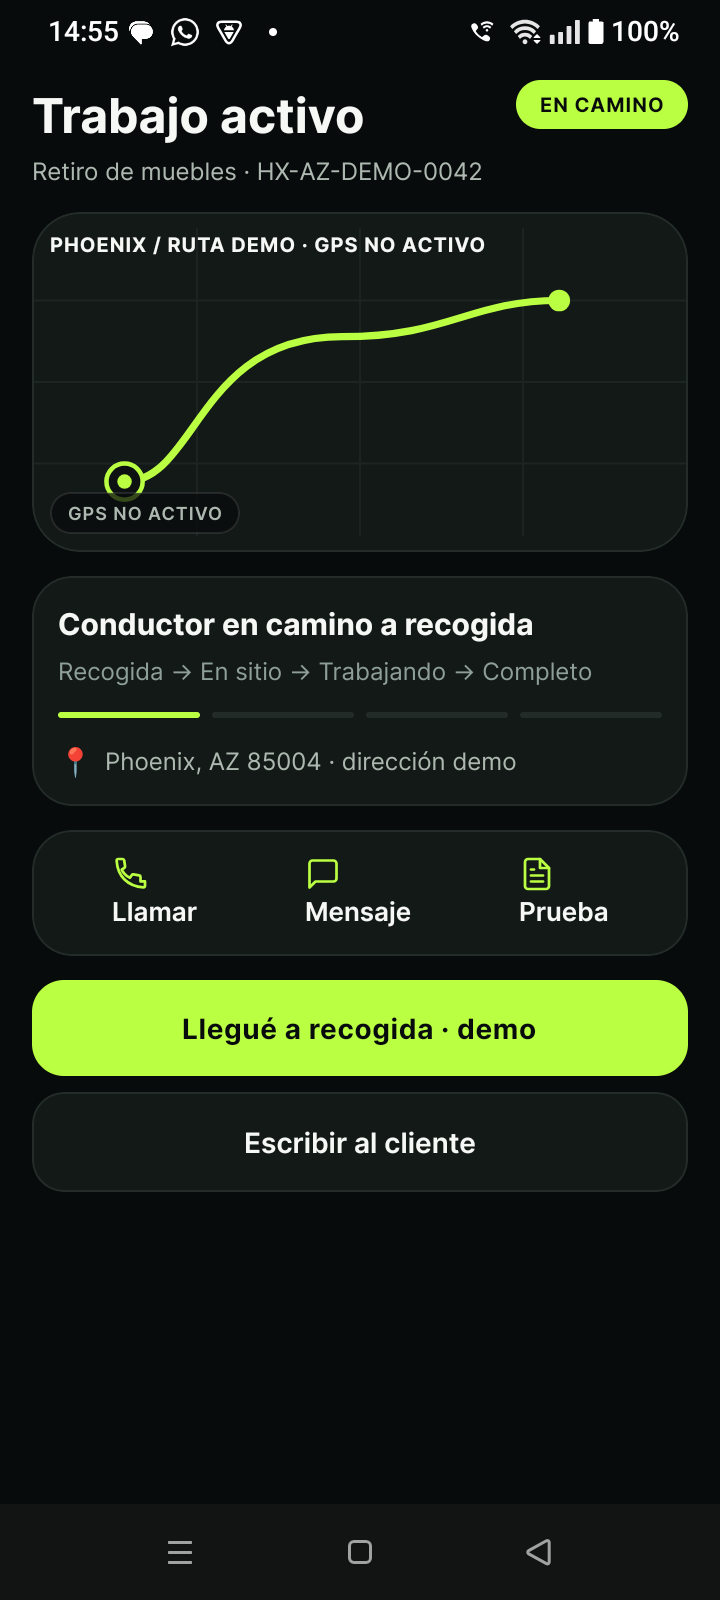 14:55
100%
Trabajo activo
EN CAMINO
Retiro de muebles · HX-AZ-DEMO-0042
PHOENIX / RUTA DEMO · GPS NO ACTIVO
GPS NO ACTIVO
Conductor en camino a recogida
Recogida → En sitio → Trabajando → Completo
Phoenix, AZ 85004 · dirección demo
Llamar
Mensaje
Prueba
Llegué a recogida · demo
Escribir al cliente